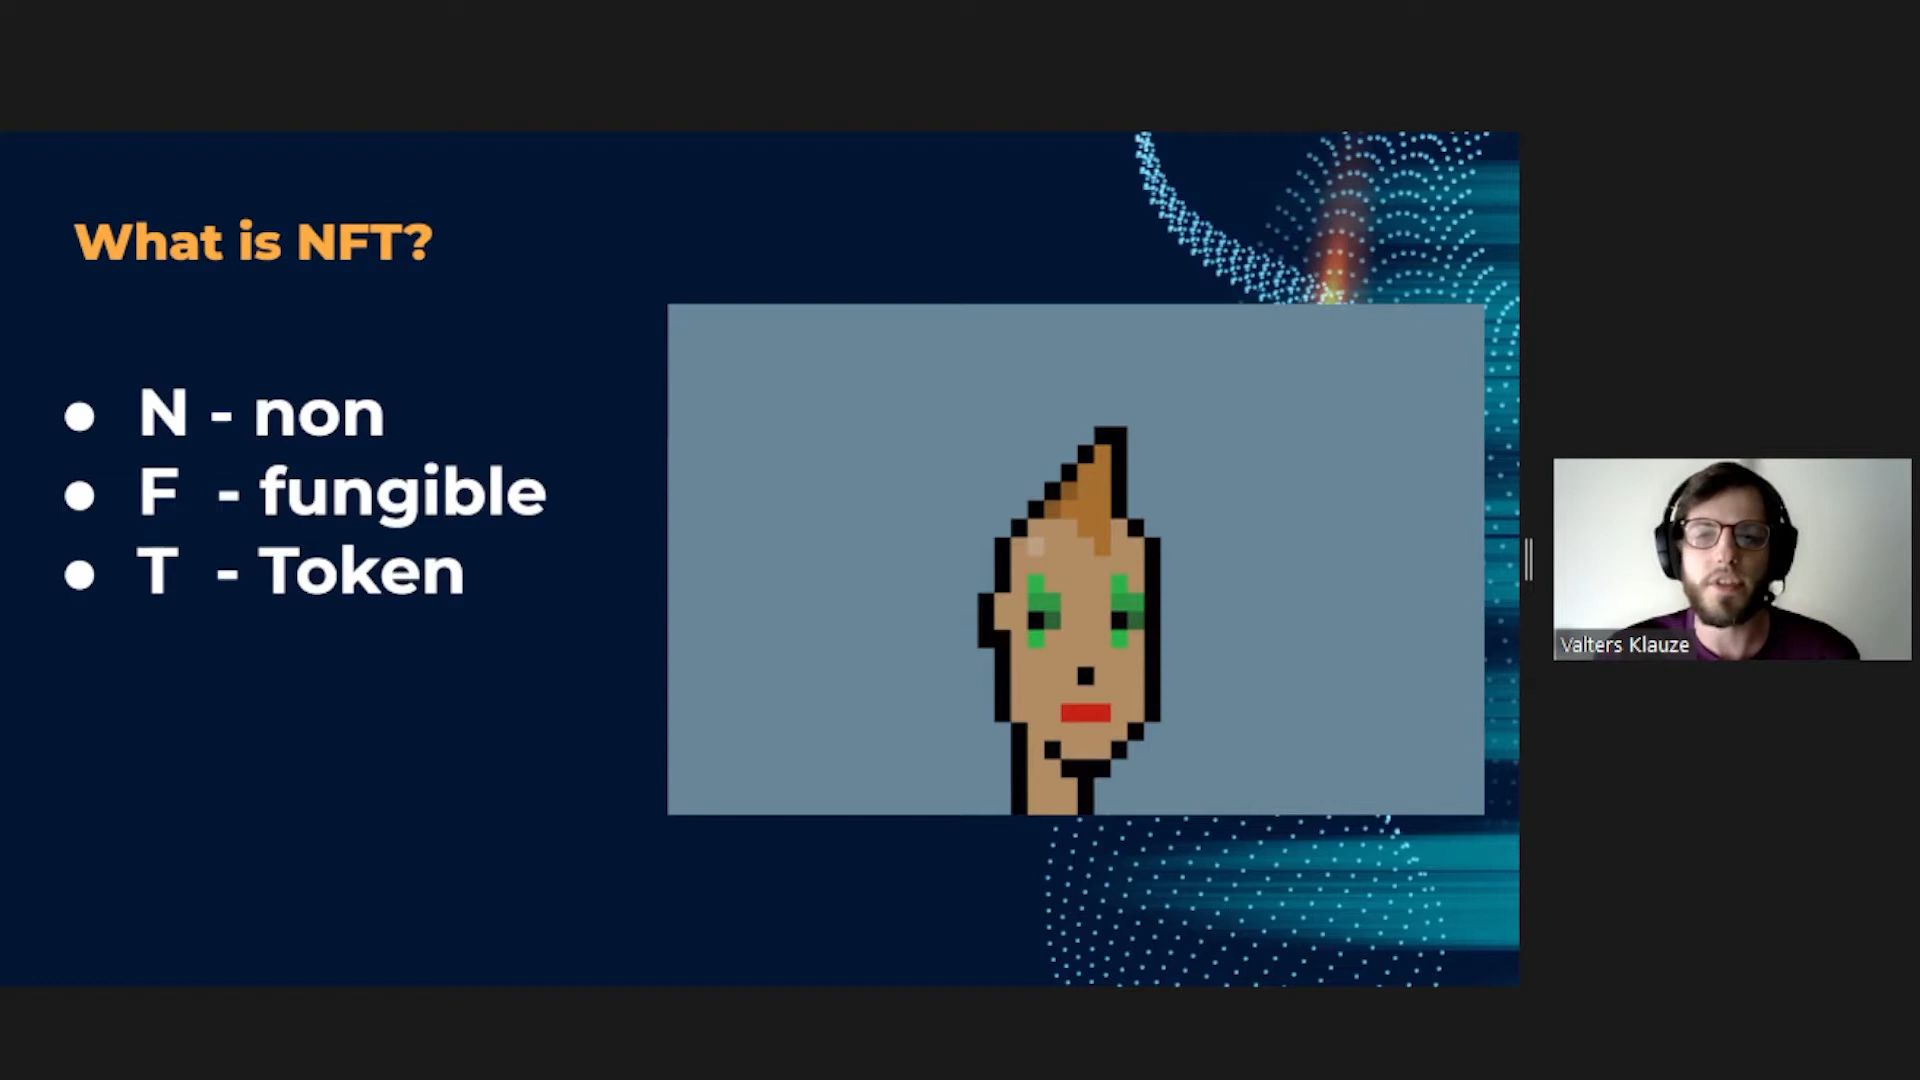 What is NFT?
● N - non
● F - fungible
● T - Token
Valters Klauze